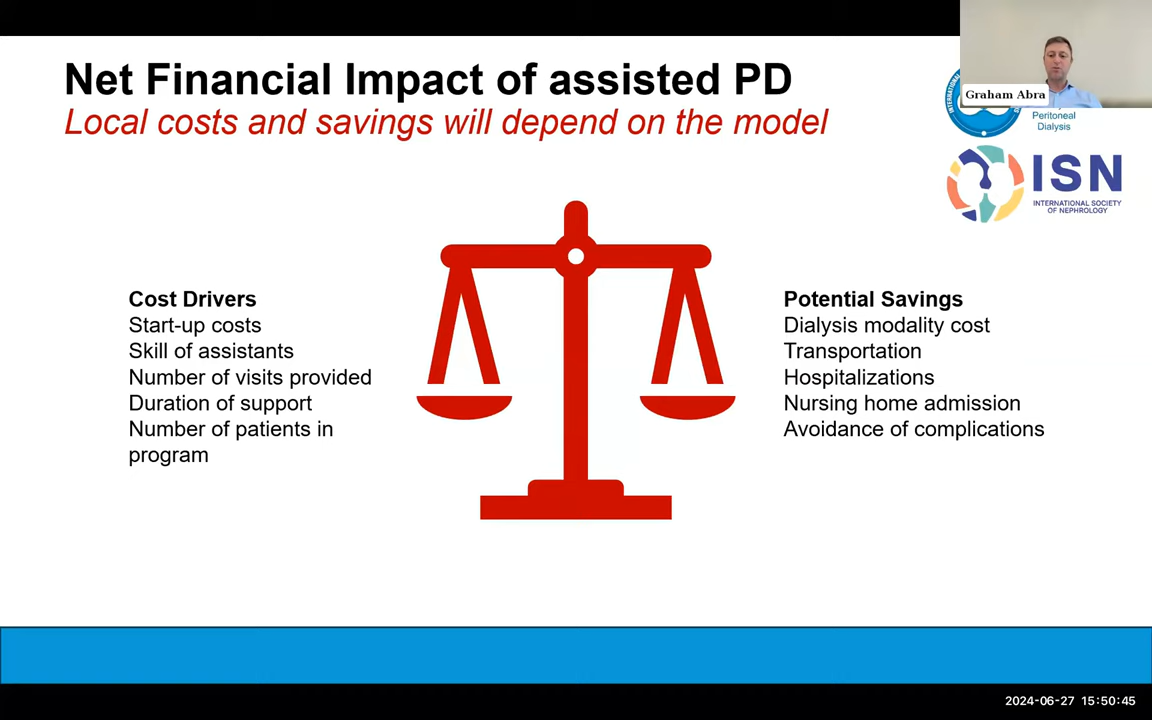 Net Financial Impact of assisted PD
Local costs and savings will depend on the model
Graham Abra
Peritoneal
Dialysis
ISN
INTERNATIONAL SOCIETY
OF NEPHROLOGY
Cost Drivers
Start-up costs
Skill of assistants
Number of visits provided
Duration of support
Number of patients in
program
Potential Savings
Dialysis modality cost
Transportation
Hospitalizations
Nursing home admission
Avoidance of complications
2024-06-27 15:50:45